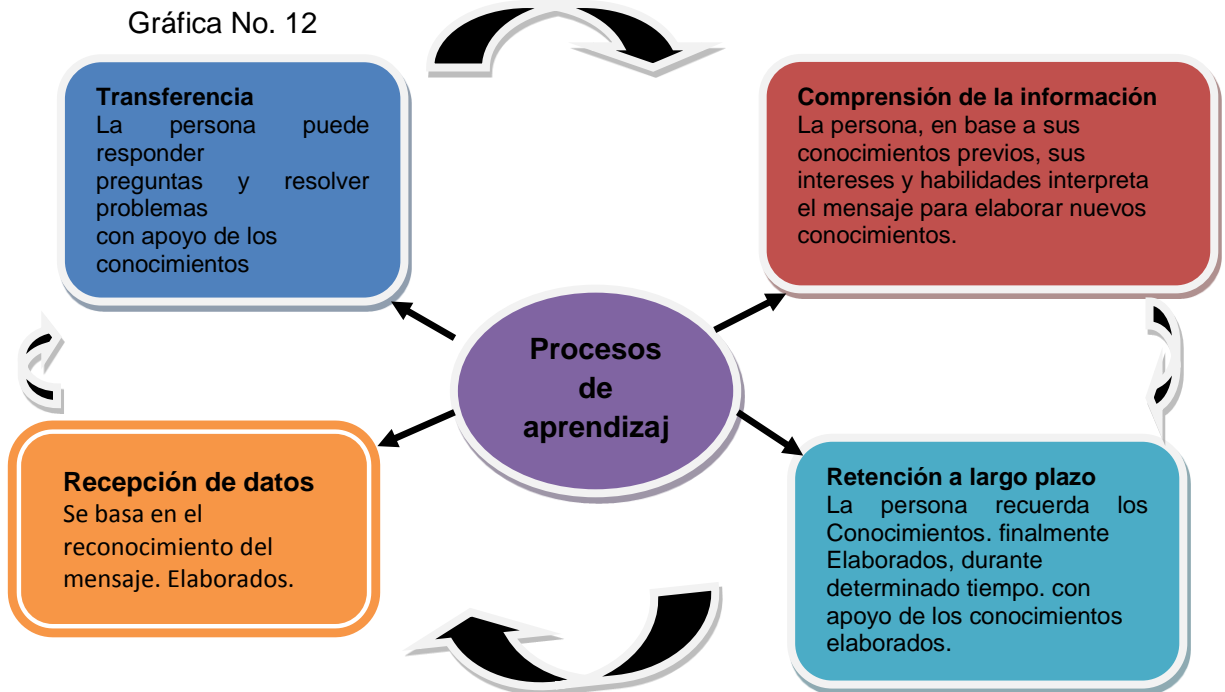 Gráfica No. 12
Transferencia
La persona puede
responder
preguntas y resolver
problemas
con apoyo de los
conocimientos
Comprensión de la información
La persona, en base a sus
conocimientos previos, sus
intereses y habilidades interpreta
el mensaje para elaborar nuevos
conocimientos.
Procesos
de
aprendizaj
Recepción de datos
Se basa en el
reconocimiento del
mensaje. Elaborados.
Retención a largo plazo
La persona recuerda los
Conocimientos. finalmente
Elaborados, durante
determinado tiempo. con
apoyo de los conocimientos
elaborados.